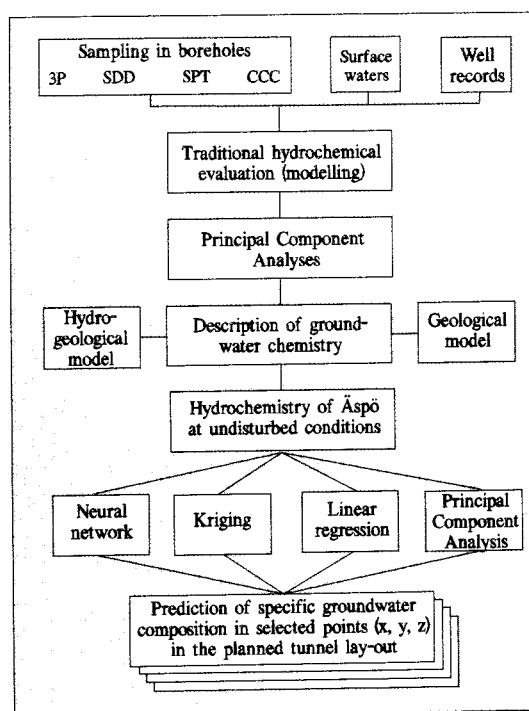 Sampling in boreholes
3P SDD SPT CCC
Surface
waters
Well
records
Traditional hydrochemical
evaluation (modelling)
Principal Component
Analyses
Hydro-
geological
model
Description of ground-
water chemistry
Geological
model
Hydrochemistry of Äspö
at undisturbed conditions
Neural
network
Kriging
Linear
regression
Principal
Component
Analysis
Prediction of specific groundwater
composition in selected points (x, y, z)
in the planned tunnel lay-out